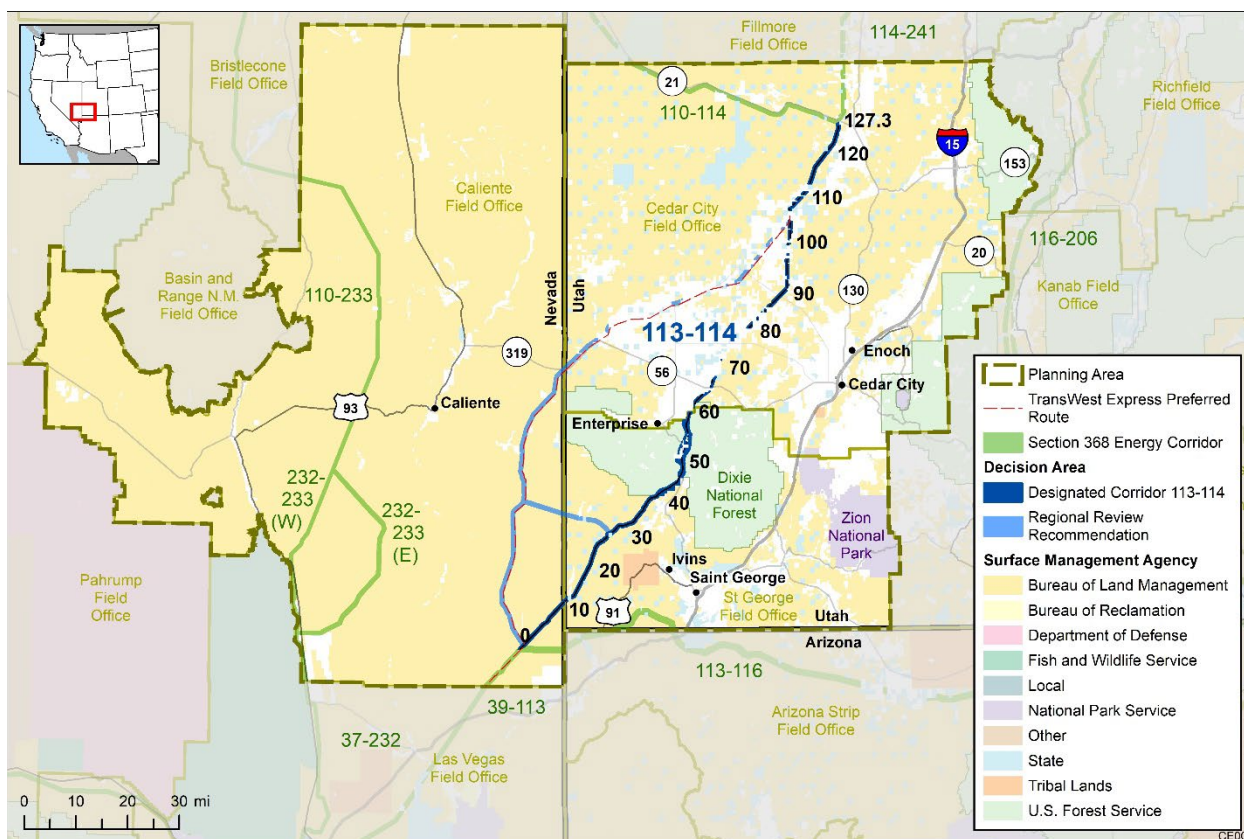 Fillmore
Field Office
114-241
Bristlecone
Field Office
21
110-114
Richfield
Field Office
127.3
120
15
153
Caliente
Field Office
Cedar City
Field Office
110
100
116-206
20
Kanab Field
Office
Basin and
Range N.M.
Field Office
110-233
Nevada
Utah
90
130
113-114
80
319
Enoch
70
56
Cedar City
93
Caliente
60
Enterprise
50
Dixie
National
Forest
40
232-
233
(W)
232-
233
(E)
Zion
National
Park
30
Ivins
20
Saint George
Pahrump
Field
Office
10
91
St George
Field Office
Utah
0
Arizona
113-116
39-113
37-232
Las Vegas
Field Office
Arizona Strip
Field Office
0 10 20 30 mi
Planning Area
TransWest Express Preferred
Route
Section 368 Energy Corridor
Decision Area
Designated Corridor 113-114
Regional Review
Recommendation
Surface Management Agency
Bureau of Land Management
Bureau of Reclamation
Department of Defense
Fish and Wildlife Service
Local
National Park Service
Other
State
Tribal Lands
U.S. Forest Service